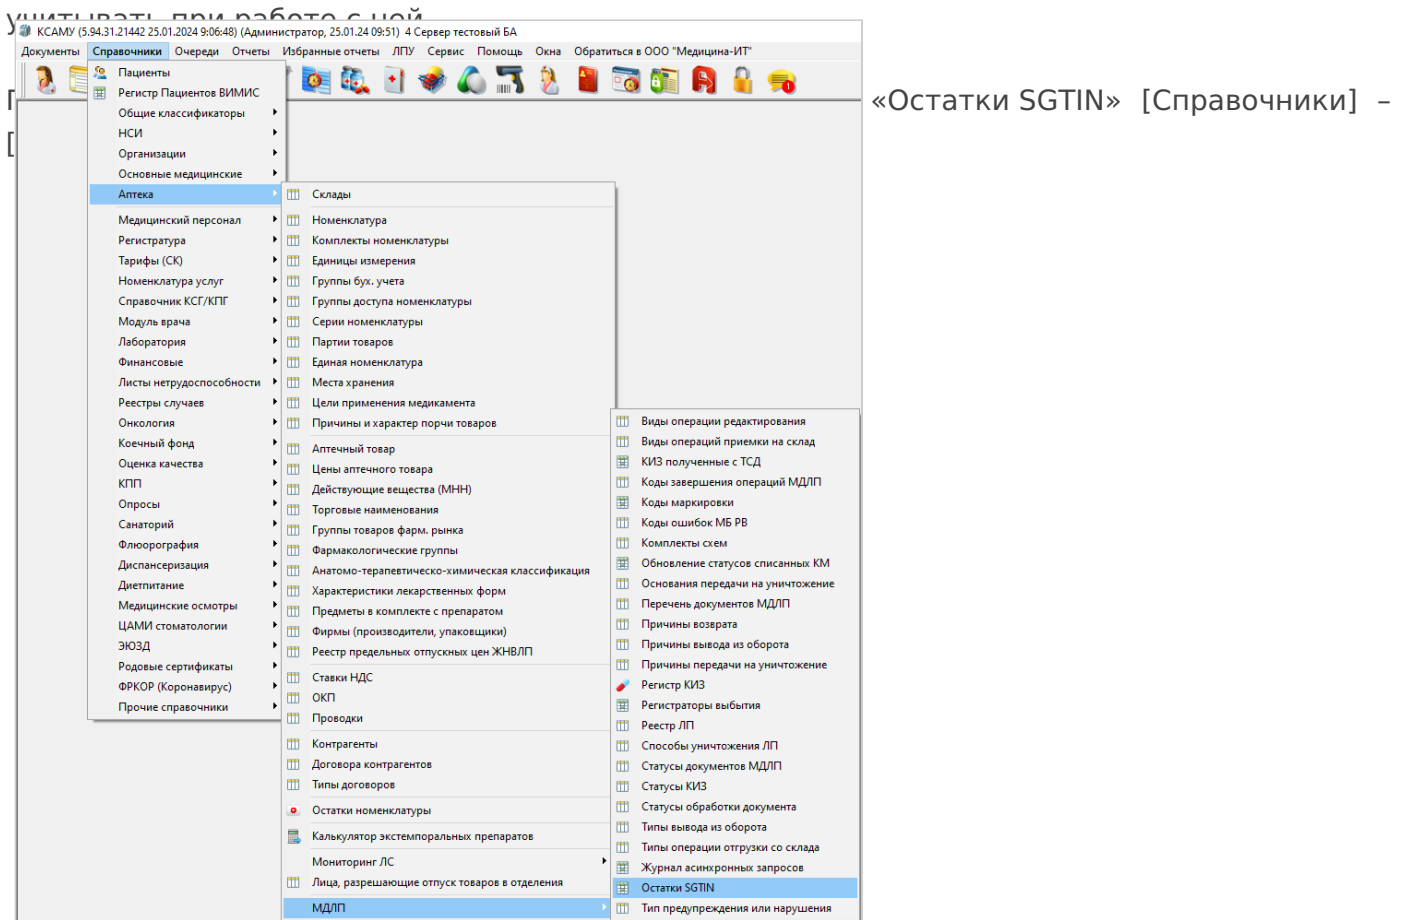 учитывать при работе с ней
КСАМУ (5.94.31.21442 25.01.2024 9:06:48) (Администратор, 25.01.24 09:51) 4 Сервер тестовый БА
Документы Справочники Очереди Отчеты Избранные отчеты ЛПУ Сервис Помощь Окна Обратиться в ООО "Медицина-ИТ"
«Остатки SGTIN» [Справочники] –
[
Пациенты
Регистр Пациентов ВИМИС
Общие классификаторы
НСИ
Организации
Основные медицинские
Аптека
Медицинский персонал
Регистратура
Тарифы (СК)
Номенклатура услуг
Справочник КСГ/КПГ
Модуль врача
Лаборатория
Финансовые
Листы нетрудоспособности
Реестры случаев
Онкология
Коечный фонд
Оценка качества
КПП
Опросы
Санаторий
Флюорография
Диспансеризация
Диетпитание
Медицинские осмотры
ЦАМИ стоматологии
ЭЮЗД
Родовые сертификаты
ФРКОР (Коронавирус)
Прочие справочники
Склады
Номенклатура
Комплекты номенклатуры
Единицы измерения
Группы бух. учета
Группы доступа номенклатуры
Серии номенклатуры
Партии товаров
Единая номенклатура
Места хранения
Цели применения медикамента
Причины и характер порчи товаров
Аптечный товар
Цены аптечного товара
Действующие вещества (МНН)
Торговые наименования
Группы товаров фарм. рынка
Фармакологические группы
Анатомо-терапевтическо-химическая классификация
Характеристики лекарственных форм
Предметы в комплекте с препаратом
Фирмы (производители, упаковщики)
Реестр предельных отпускных цен ЖНВЛП
Ставки НДС
ОКП
Проводки
Контрагенты
Договора контрагентов
Типы договоров
Остатки номенклатуры
Калькулятор экстемпоральных препаратов
Мониторинг ЛС
Лица, разрешающие отпуск товаров в отделения
МДЛП
Виды операции редактирования
Виды операций приемки на склад
КИЗ полученные с ТСД
Коды завершения операций МДЛП
Коды маркировки
Коды ошибок МБ РВ
Комплекты схем
Обновление статусов списанных КМ
Основания передачи на уничтожение
Перечень документов МДЛП
Причины возврата
Причины вывода из оборота
Причины передачи на уничтожение
Регистр КИЗ
Регистраторы выбытия
Реестр ЛП
Способы уничтожения ЛП
Статусы документов МДЛП
Статусы КИЗ
Статусы обработки документа
Типы вывода из оборота
Типы операции отгрузки со склада
Журнал асинхронных запросов
Остатки SGTIN
Тип предупреждения или нарушения